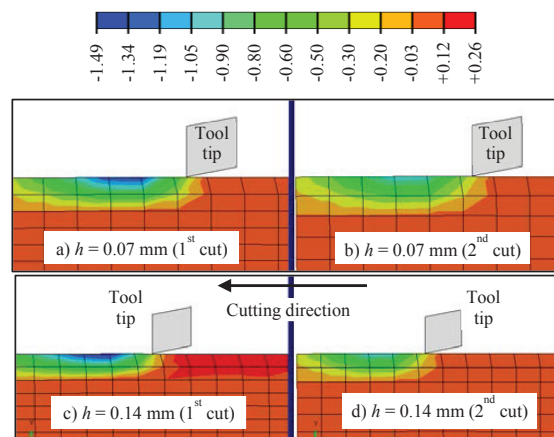 -1.49 -1.34 -1.19 -1.05 -0.90 -0.80 -0.60 -0.30 -0.20 -0.03 +0.12 +0.26
Tool
tip
Tool
tip
a) h = 0.07 mm (1st cut)
b) h = 0.07 mm (2nd cut)
Tool
tip
Cutting direction
Tool
tip
c) h = 0.14 mm (1st cut)
d) h = 0.14 mm (2nd cut)